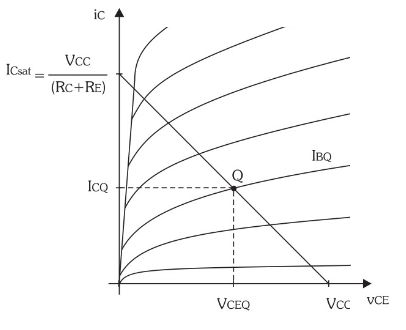 iC
ICsat = VCC
(RC+RE)
IBQ
Q
ICQ
VCEQ
VCC
vCE